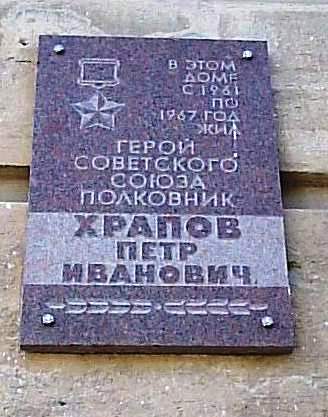 В ЭТОМ
ДОМЕ
С 1961
ПО
1967 ГОД
ЖИЛ
ГЕРОЙ
СОВЕТСКОГО
СОЮЗА
ПОЛКОВНИК
ХРАПОВ
ПЕТР
ИВАНОВИЧ